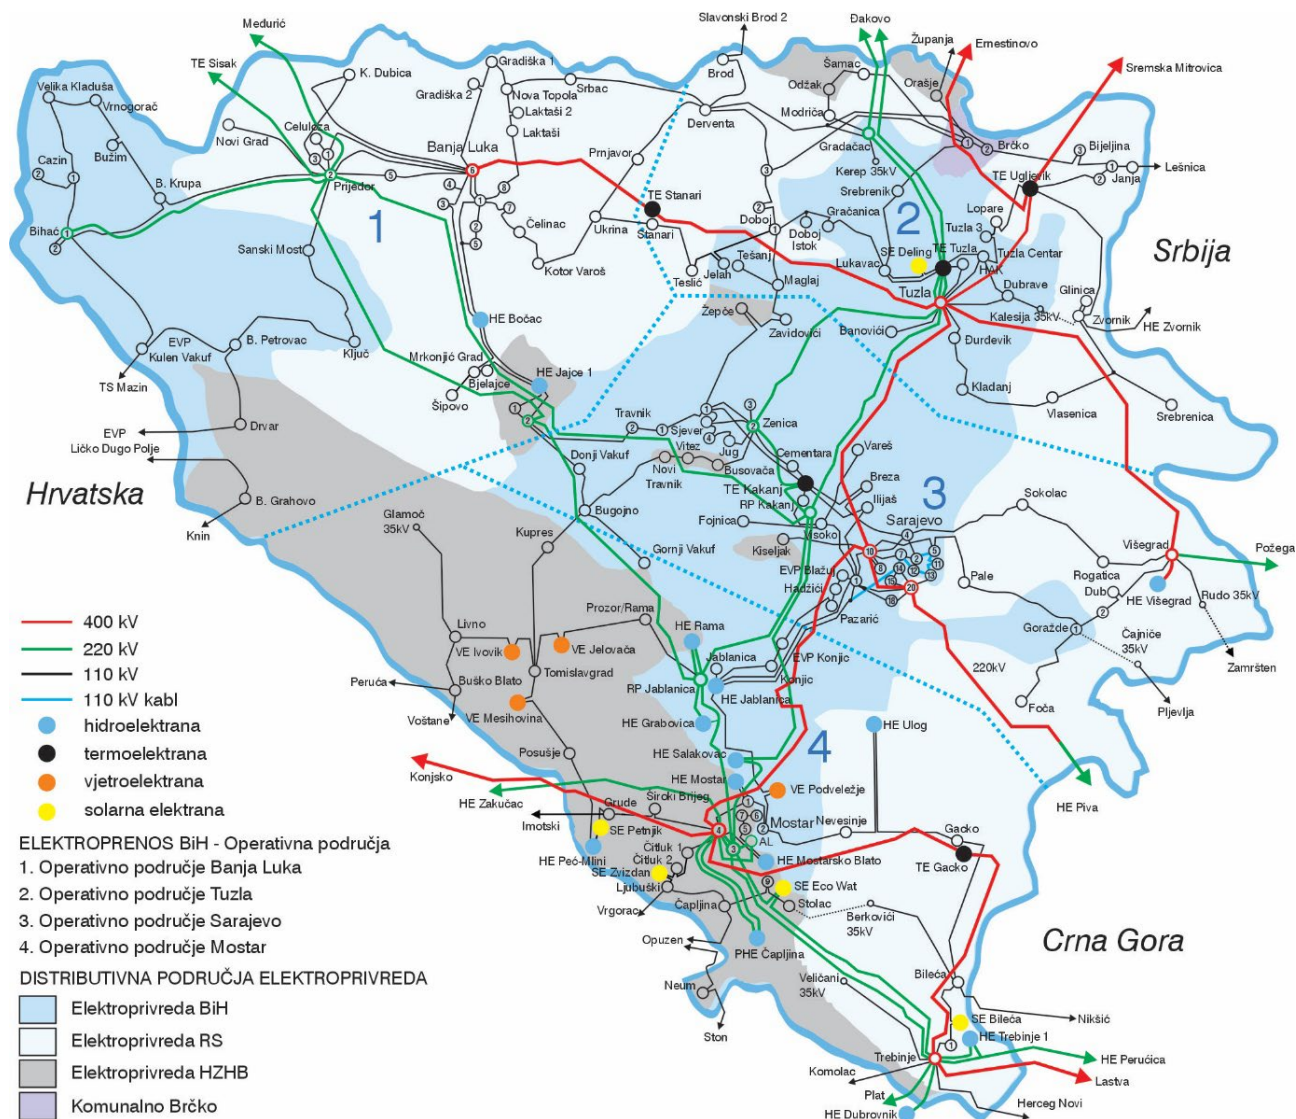 Slavonski Brod 2
Đakovo
Međurić
TE Sisak
Županja
Ernestinovo
Sremska Mitrovica
K. Dubica
Gradiška 1
Gradiška 2
Nova Topola
Srbac
Brod
Šamac
Odžak
Orašje
Velika Kladuša
Vrnograč
Laktaši 2
Laktaši
Derventa
Modriča
Celuloza
Novi Grad
Bužim
Banja Luka
Prnjavor
Gradačac
Brčko
Bijeljina
Lešnica
Cazin
Kerep 35kV
Janja
B. Krupa
Prijedor
TE Stanari
Srebrenik
TE Ugljevik
1
2
Čelinac
Ukrina
Stanari
Doboj
Gračanica
Doboj
Istok
Lopare
Tuzla 3
Bihać
Sanski Most
SE Deling
TE Tuzla
Tuzla Centar
Srbija
Kotor Varoš
Teslić
Jelah
Tešanj
Maglaj
Lukavac
HAK
Tuzla
Dubrave
Glinica
HE Bočac
Žepče
Zavidovići
Banovići
Kalesija 35kV
Zvornik
HE Zvornik
EVP
Kulen Vakuf
B. Petrovac
Ključ
Mrkonjić Grad
Bjelajce
Đurđevik
TS Mazin
HE Jajce 1
Kladanj
Šipovo
Vlasenica
Srebrenica
Drvar
EVP
Ličko Dugo Polje
Travnik
Sjever
Zenica
Jug
Vitez
Vareš
Donji Vakuf
Novi
Travnik
Busovača
Cementara
Breza
TE Kakanj
RP Kakanj
Ilijaš
3
Hrvatska
B. Grahovo
Knin
Glamoč
35kV
Bugojno
Kupres
Fojnica
Visoko
Sarajevo
Sokolac
Gornji Vakuf
Kiseljak
Višegrad
Požega
EVP Blažuj
Hadžići
Pale
Rogatica
Dub
HE Višegrad
Rudo 35kV
Pazarić
Prozor/Rama
HE Rama
Goražde
Čajniče
35kV
Zamršten
400 kV
220 kV
110 kV
110 kV kabl
hidroelektrana
termoelektrana
vjetroelektrana
solarna elektrana
Livno
VE Ivovik
VE Jelovača
Jablanica
EVP Konjic
Konjic
220kV
Peruća
Buško Blato
Tomislavgrad
RP Jablanica
HE Jablanica
Foča
Pljevlja
Voštane
VE Mesihovina
HE Grabovica
HE Ulog
Posušje
HE Salakovac
4
Konjsko
HE Mostar
VE Podveležje
HE Piva
HE Zakučac
Grude
Široki Brijeg
Imotski
SE Petnjik
Mostar
Nevesinje
Gacko
AL
HE Peć-Mlini
Čitluk 1
Čitluk 2
HE Mostarsko Blato
TE Gacko
SE Zvizdan
Ljubuški
SE Eco Wat
Vrgorac
Čapljina
Stolac
Berkovići
35kV
Crna Gora
Opuzen
PHE Čapljina
Bileća
Neum
Veličani
35kV
Ston
SE Bileća
Nikšić
HE Trebinje 1
Trebinje
HE Perućica
Komolac
Lastva
Plat
HE Dubrovnik
Herceg Novi
ELEKTROPRENOS BiH - Operativna područja
1. Operativno područje Banja Luka
2. Operativno područje Tuzla
3. Operativno područje Sarajevo
4. Operativno područje Mostar
DISTRIBUTIVNA PODRUČJA ELEKTROPRIVREDA
Elektroprivreda BiH
Elektroprivreda RS
Elektroprivreda HZHB
Komunalno Brčko